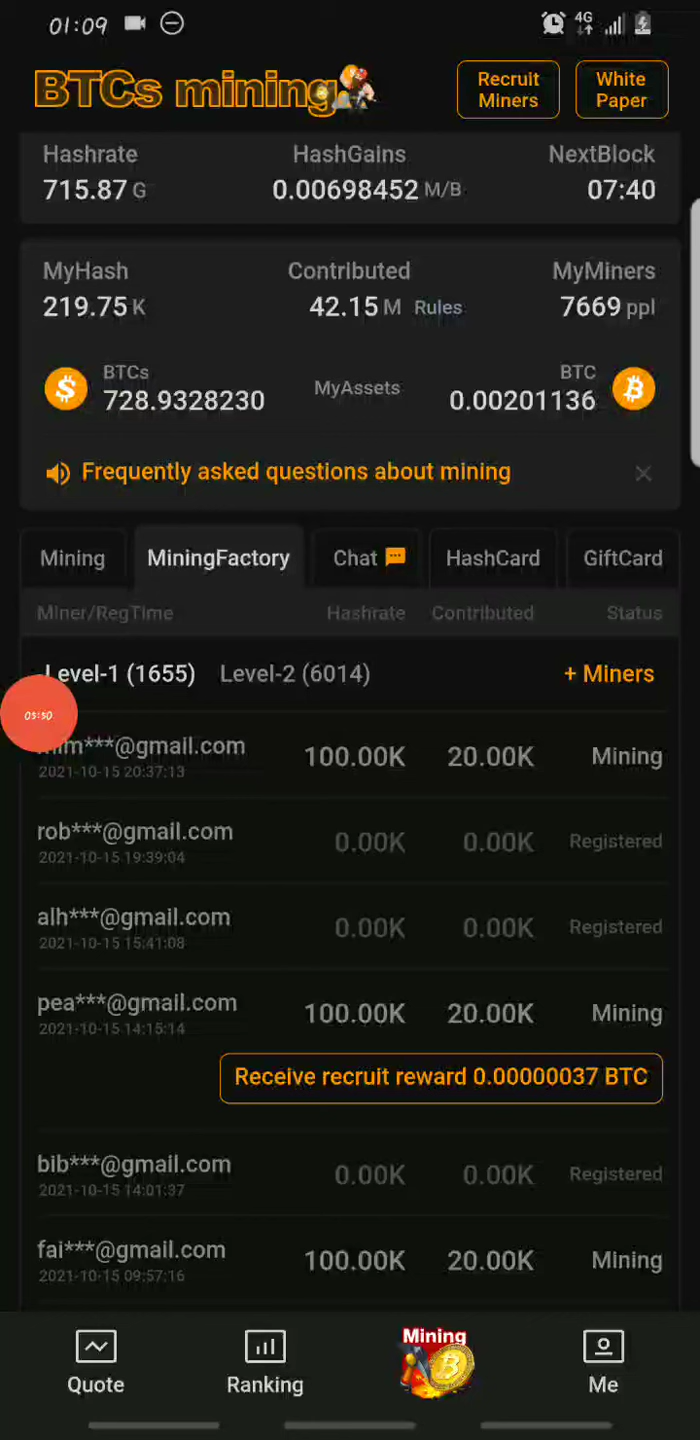 01:09
4G
BTCs mining
Recruit Miners
White Paper
Hashrate HashGains NextBlock
715.87 G 0.00698452 M/B 07:40
MyHash Contributed MyMiners
219.75 K 42.15 M Rules 7669 ppl
BTCs MyAssets BTC
728.9328230 0.00201136
Frequently asked questions about mining
Mining MiningFactory Chat HashCard GiftCard
Miner/RegTime Hashrate Contributed Status
Level-1 (1655) Level-2 (6014) + Miners
05:50
***@gmail.com 100.00K 20.00K Mining
2021-10-15 20:37:13
rob***@gmail.com 0.00K 0.00K Registered
2021-10-15 19:39:04
alh***@gmail.com 0.00K 0.00K Registered
2021-10-15 15:41:08
pea***@gmail.com 100.00K 20.00K Mining
2021-10-15 14:15:14
Receive recruit reward 0.00000037 BTC
bib***@gmail.com 0.00K 0.00K Registered
2021-10-15 14:01:37
fai***@gmail.com 100.00K 20.00K Mining
2021-10-15 09:57:16
Mining
Quote Ranking Me